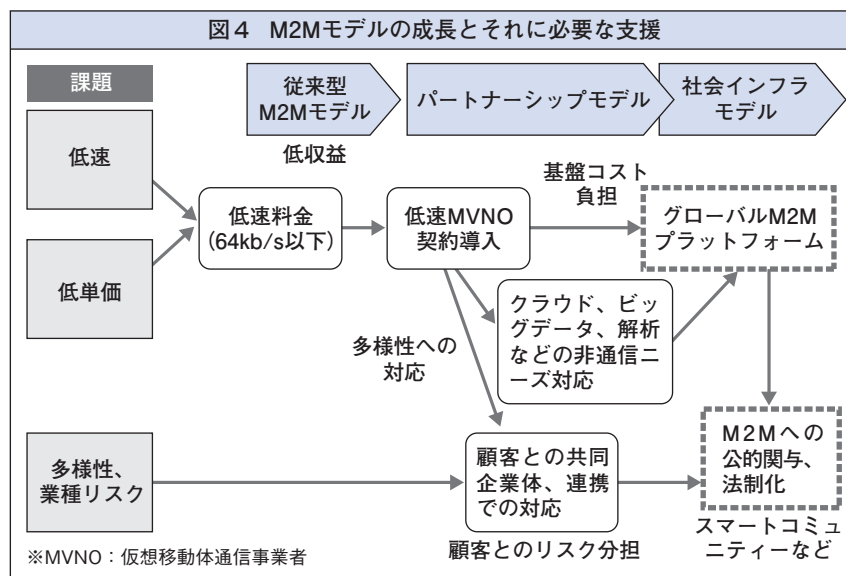 図4 M2Mモデルの成長とそれに必要な支援
課題
従来型
M2Mモデル
パートナーシップモデル
社会インフラ
モデル
低収益
低速
低単価
低速料金
(64kb/s以下)
低速MVNO
契約導入
基盤コスト
負担
グローバルM2M
プラットフォーム
クラウド、ビッ
グデータ、解析
などの非通信ニ
ーズ対応
多様性への
対応
多様性、
業種リスク
顧客との共同
企業体、連携
での対応
顧客とのリスク分担
M2Mへの
公的関与、
法制化
スマートコミュ
ニティーなど
※MVNO：仮想移動体通信事業者